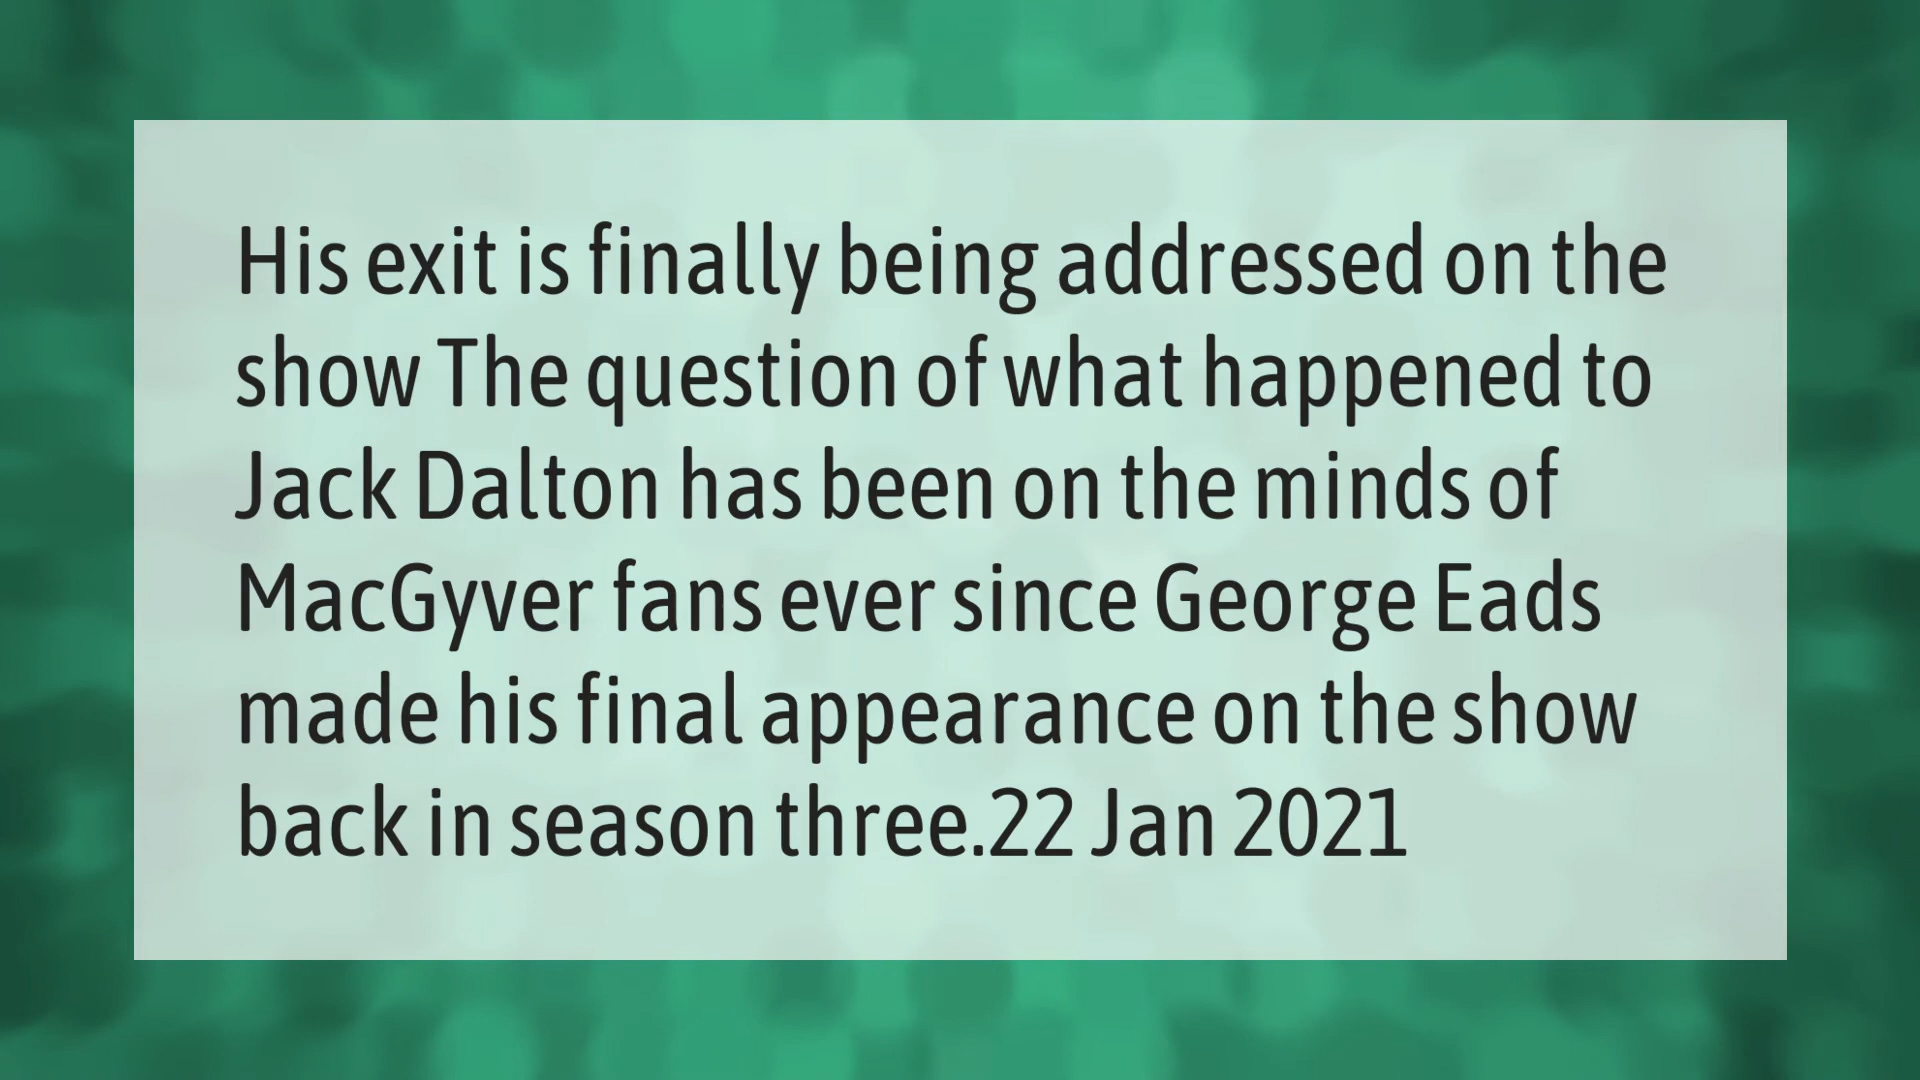 His exit is finally being addressed on the
show The question of what happened to
Jack Dalton has been on the minds of
MacGyver fans ever since George Eads
made his final appearance on the show
back in season three.22 Jan 2021